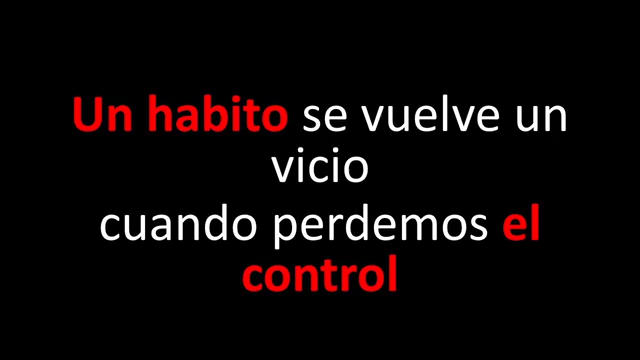 Un habito se vuelve un
vicio
cuando perdemos el
control